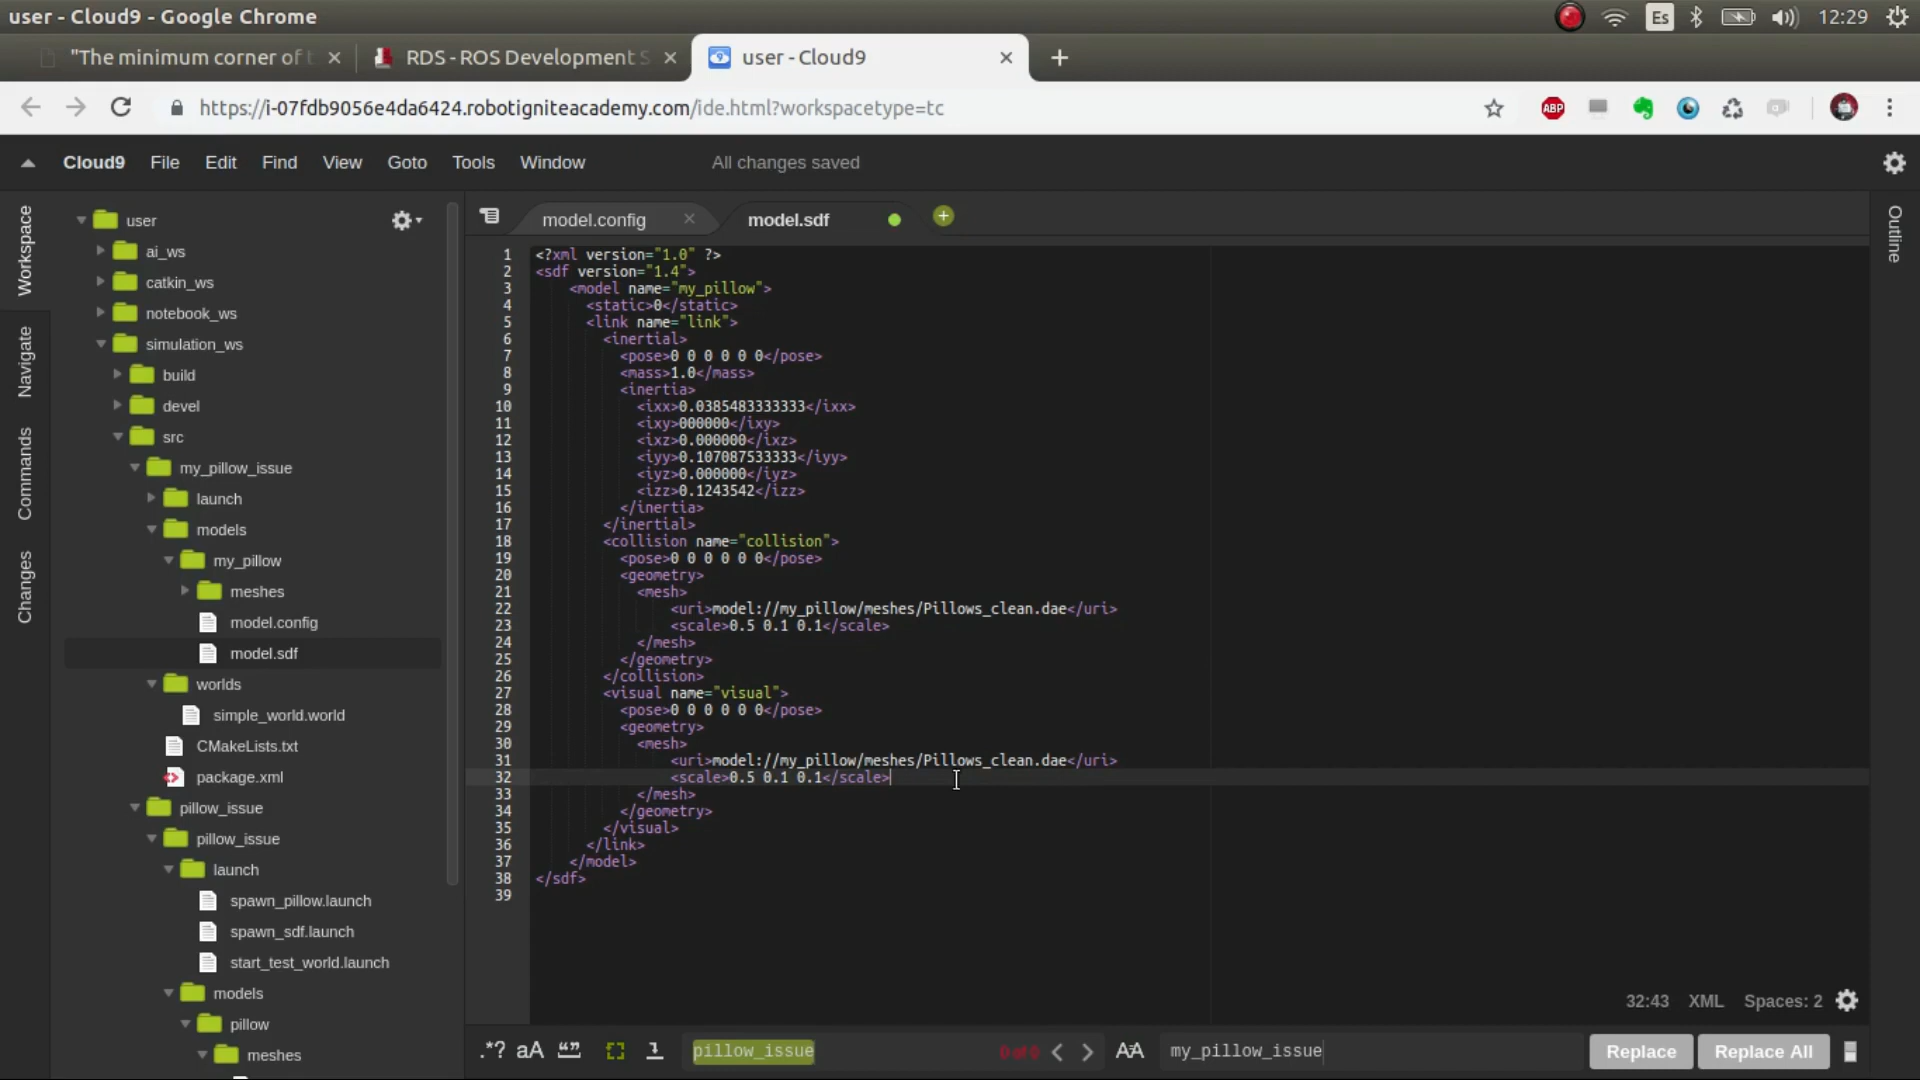 user - Cloud9 - Google Chrome
Es
12:29
"The minimum corner of t
RDS - ROS Development S
user - Cloud9
https://i-07fdb9056e4da6424.robotigniteacademy.com/ide.html?workspacetype=tc
ABP
Cloud9 File Edit Find View Goto Tools Window
All changes saved
Workspace
Navigate
Commands
Changes
Outline
user
ai_ws
catkin_ws
notebook_ws
simulation_ws
build
devel
src
my_pillow_issue
launch
models
my_pillow
meshes
model.config
model.sdf
worlds
simple_world.world
CMakeLists.txt
package.xml
pillow_issue
pillow_issue
launch
spawn_pillow.launch
spawn_sdf.launch
start_test_world.launch
models
pillow
meshes
model.config
model.sdf
1 <?xml version="1.0" ?>
2 <sdf version="1.4">
3 <model name="my_pillow">
4 <static>0</static>
5 <link name="link">
6 <inertial>
7 <pose>0 0 0 0 0 0</pose>
8 <mass>1.0</mass>
9 <inertia>
10 <ixx>0.0385483333333</ixx>
11 <ixy>000000</ixy>
12 <ixz>0.000000</ixz>
13 <iyy>0.107087533333</iyy>
14 <iyz>0.000000</iyz>
15 <izz>0.1243542</izz>
16 </inertia>
17 </inertial>
18 <collision name="collision">
19 <pose>0 0 0 0 0 0</pose>
20 <geometry>
21 <mesh>
22 <uri>model://my_pillow/meshes/Pillows_clean.dae</uri>
23 <scale>0.5 0.1 0.1</scale>
24 </mesh>
25 </geometry>
26 </collision>
27 <visual name="visual">
28 <pose>0 0 0 0 0 0</pose>
29 <geometry>
30 <mesh>
31 <uri>model://my_pillow/meshes/Pillows_clean.dae</uri>
32 <scale>0.5 0.1 0.1</scale>
33 </mesh>
34 </geometry>
35 </visual>
36 </link>
37 </model>
38 </sdf>
39
32:43 XML Spaces: 2
.*? aA “”
pillow_issue
0 of 0
AA
my_pillow_issue
Replace
Replace All